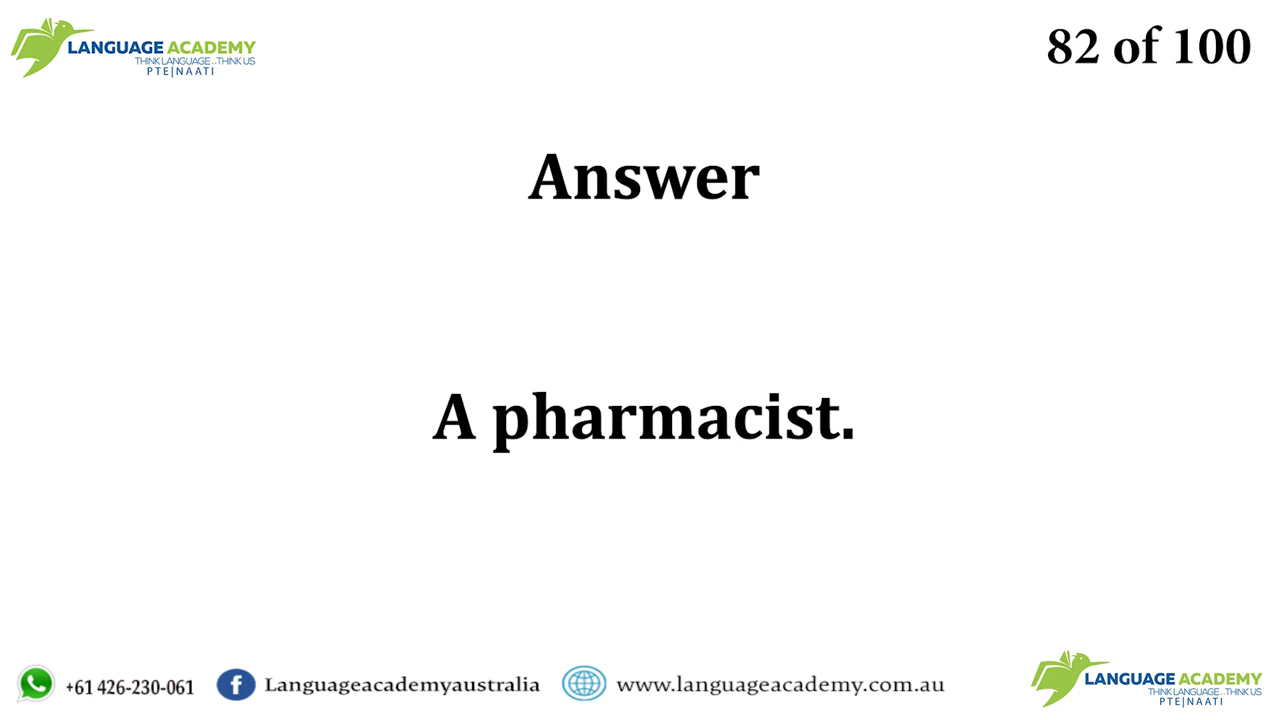 LANGUAGE ACADEMY
THINK LANGUAGE...THINK US
PTE|NAATI
82 of 100
Answer
A pharmacist.
+61 426-230-061
Languageacademyaustralia
www.languageacademy.com.au
LANGUAGE ACADEMY
THINK LANGUAGE...THINK US
PTE|NAATI